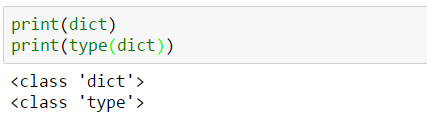 print(dict)
print(type(dict))
<class 'dict'>
<class 'type'>